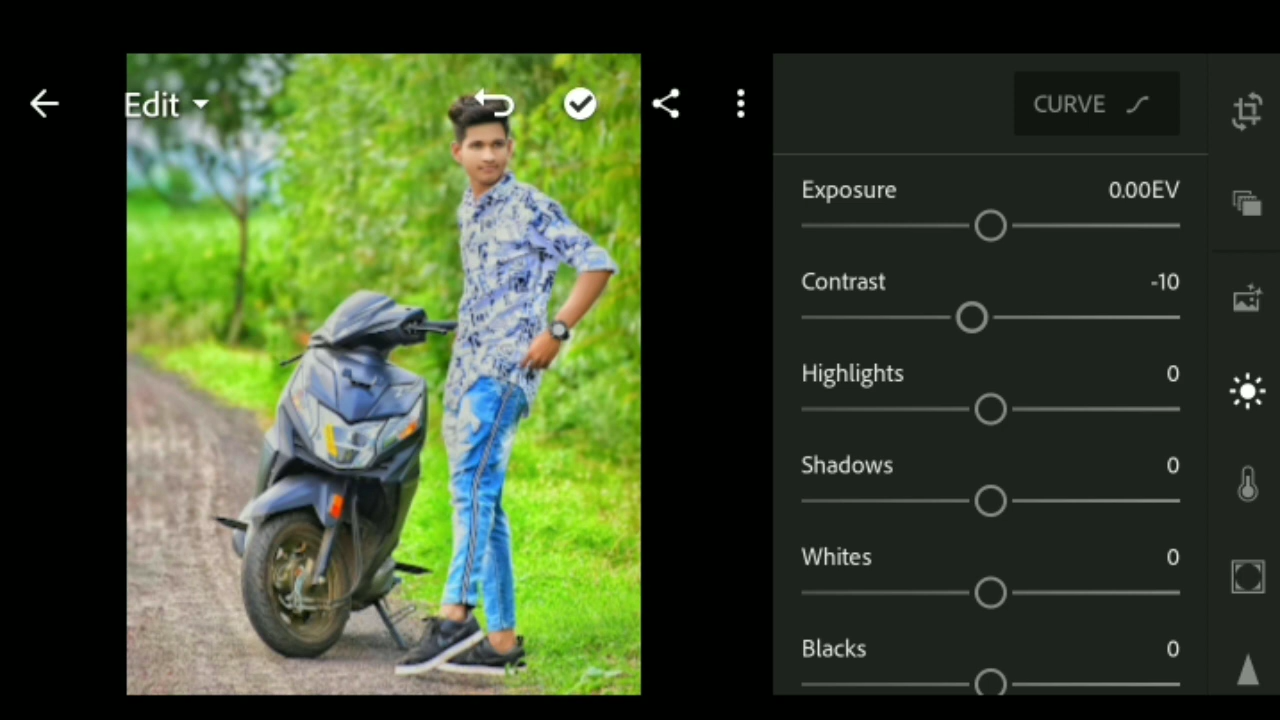 Edit
CURVE
Exposure 0.00EV
Contrast -10
Highlights 0
Shadows 0
Whites 0
Blacks 0